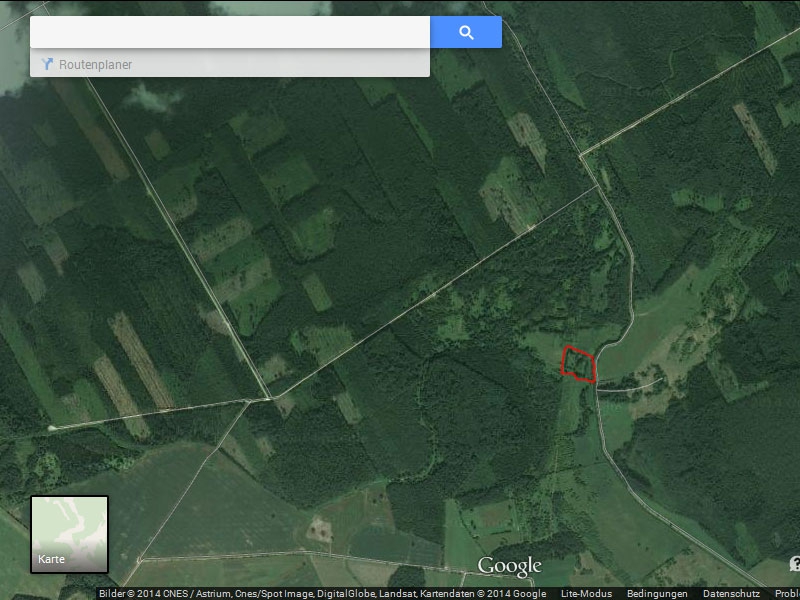 Routenplaner
Karte
Google
Bilder © 2014 CNES / Astrium, Cnes/Spot Image, DigitalGlobe, Landsat, Kartendaten © 2014 Google Lite-Modus Bedingungen Datenschutz Probl